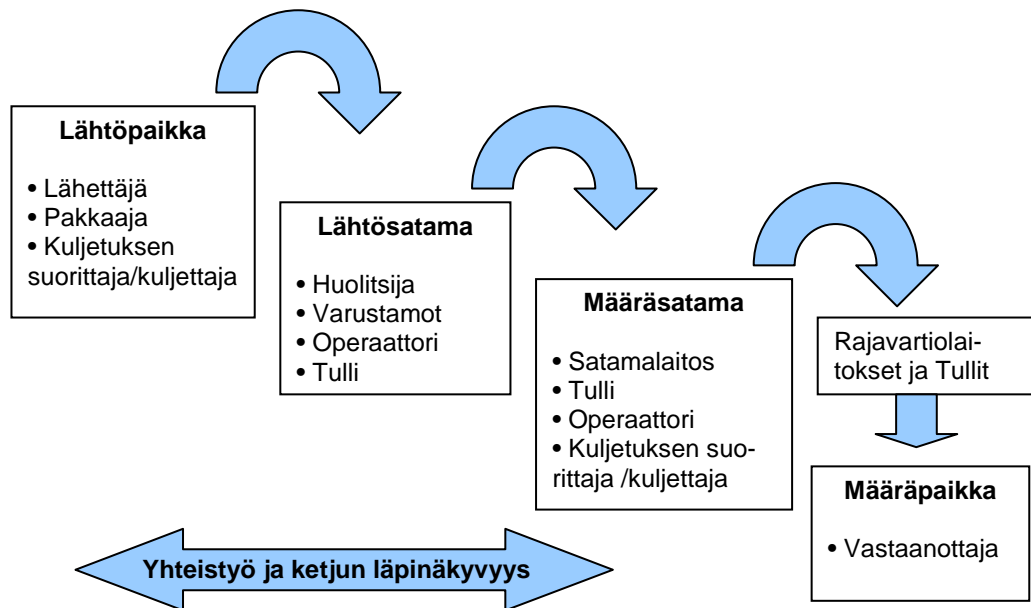 Lähtöpaikka
• Lähettäjä
• Pakkaaja
• Kuljetuksen
suorittaja/kuljettaja
Lähtösatama
• Huolitsija
• Varustamot
• Operaattori
• Tulli
Määräsatama
• Satamalaitos
• Tulli
• Operaattori
• Kuljetuksen suo-
rittaja /kuljettaja
Rajavartiolai-
tokset ja Tullit
Määräpaikka
• Vastaanottaja
Yhteistyö ja ketjun läpinäkyvyys